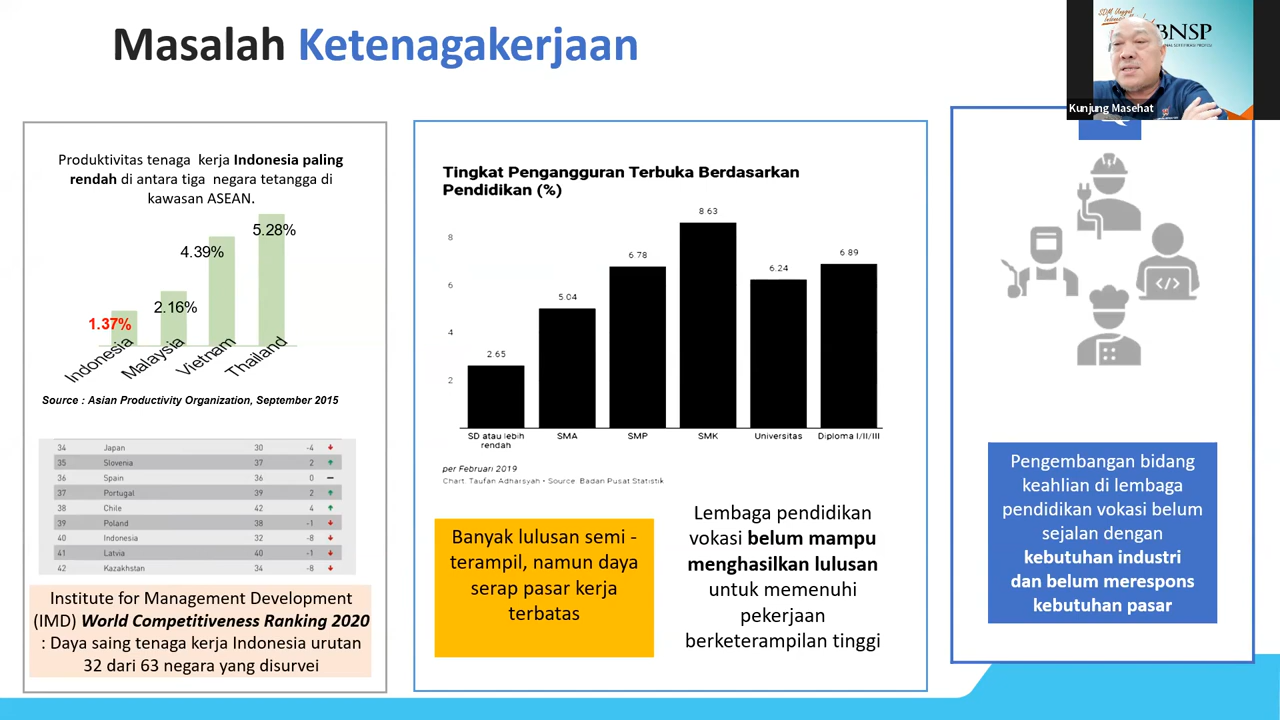 Masalah Ketenagakerjaan
SDM Unggul
BNSP
Kunjung Masehat
Produktivitas tenaga kerja Indonesia paling
rendah di antara tiga negara tetangga di
kawasan ASEAN.
5.28%
4.39%
2.16%
1.37%
Indonesia
Malaysia
Vietnam
Thailand
Source : Asian Productivity Organization, September 2015
34 Japan 30 -4
35 Slovenia 37 2
36 Spain 36 0
37 Portugal 39 2
38 Chile 42 4
39 Poland 38 -1
40 Indonesia 32 -8
41 Latvia 40 -1
42 Kazakhstan 34 -8
Institute for Management Development
(IMD) World Competitiveness Ranking 2020
: Daya saing tenaga kerja Indonesia urutan
32 dari 63 negara yang disurvei
Tingkat Pengangguran Terbuka Berdasarkan
Pendidikan (%)
8
6
4
2
2.65
5.04
6.78
8 63
6.24
6 89
SD atau lebih
rendah
SMA
SMP
SMK
Universitas
Diploma I/II/III
per Februari 2019
Chart: Taufan Adharsyah • Source: Badan Pusat Statistik
Banyak lulusan semi -
terampil, namun daya
serap pasar kerja
terbatas
Lembaga pendidikan
vokasi belum mampu
menghasilkan lulusan
untuk memenuhi
pekerjaan
berketerampilan tinggi
Pengembangan bidang
keahlian di lembaga
pendidikan vokasi belum
sejalan dengan
kebutuhan industri
dan belum merespons
kebutuhan pasar